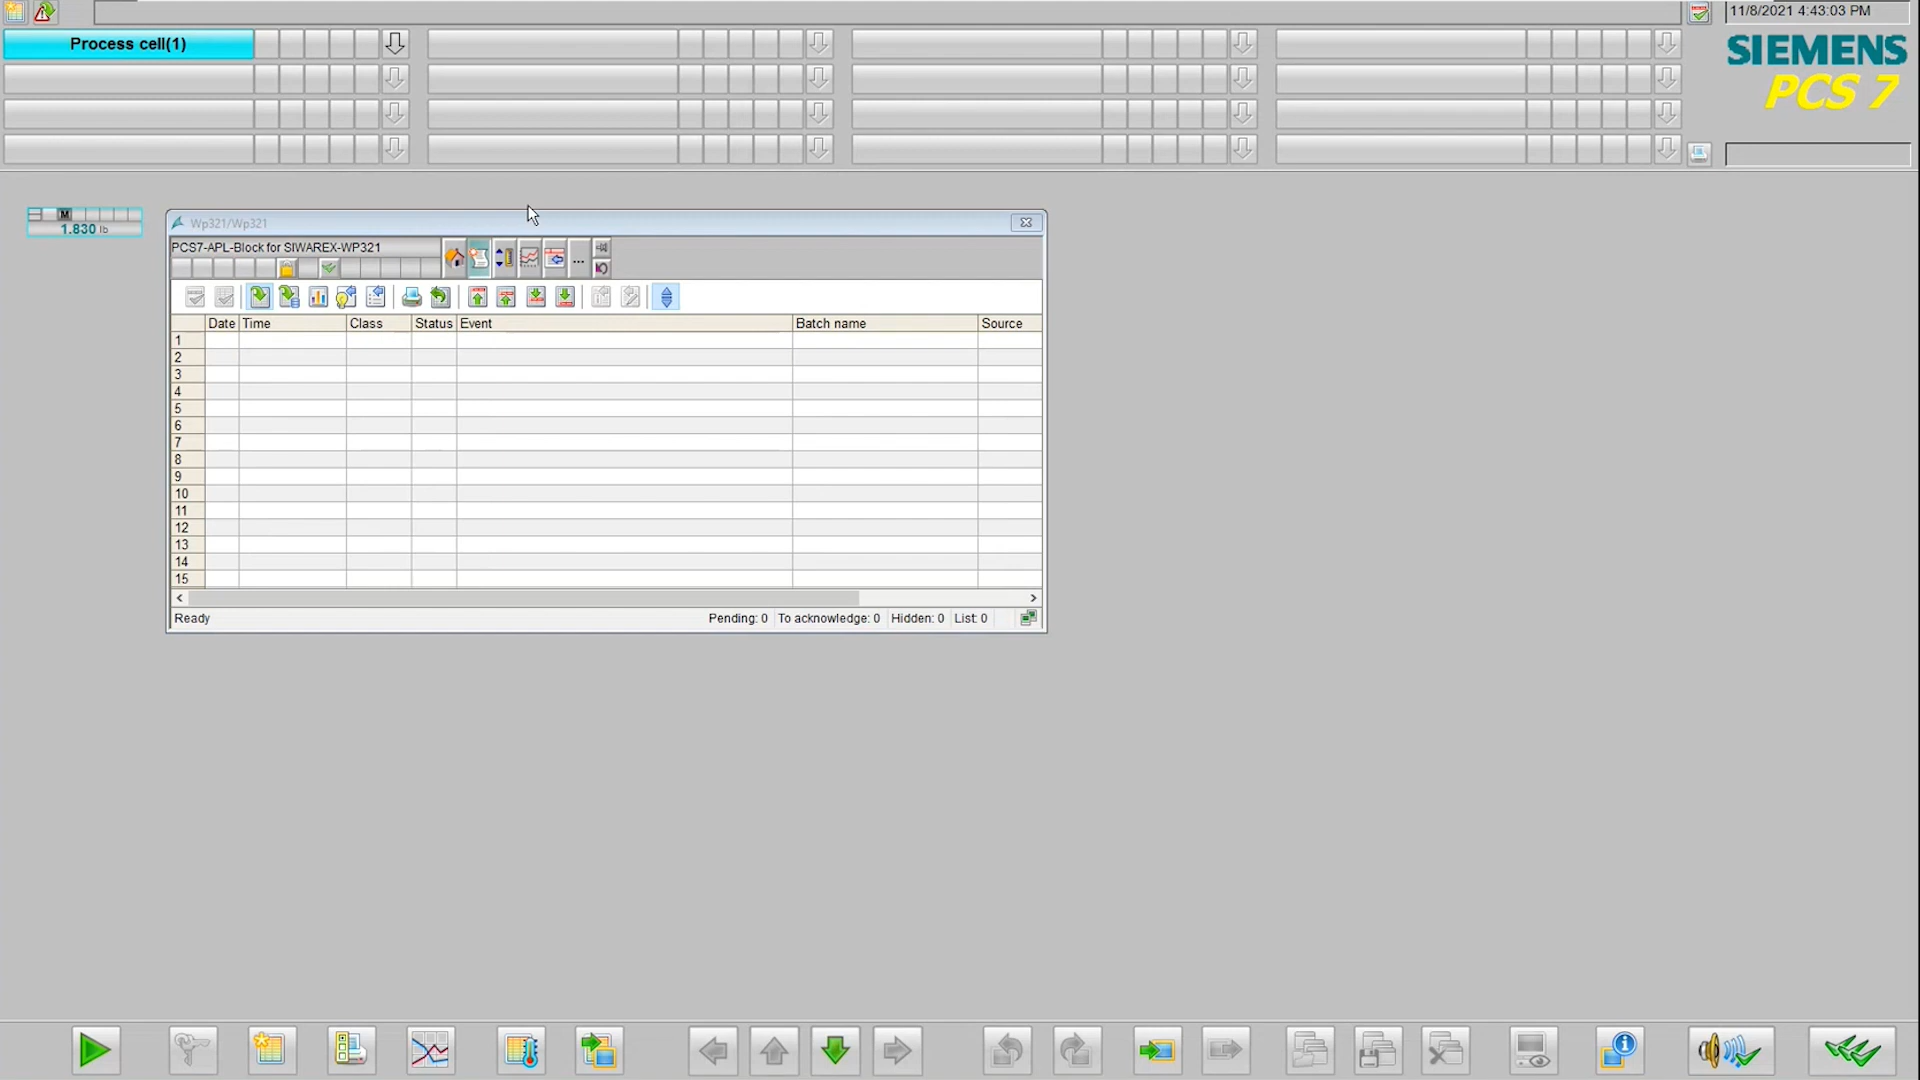 11/8/2021 4:43:03 PM
Process cell(1)
SIEMENS
PCS 7
M
1.830 lb
Wp321/Wp321
PCS7-APL-Block for SIWAREX-WP321
...
Date Time Class Status Event Batch name Source
1
2
3
4
5
6
7
8
9
10
11
12
13
14
15
Ready Pending: 0 To acknowledge: 0 Hidden: 0 List: 0